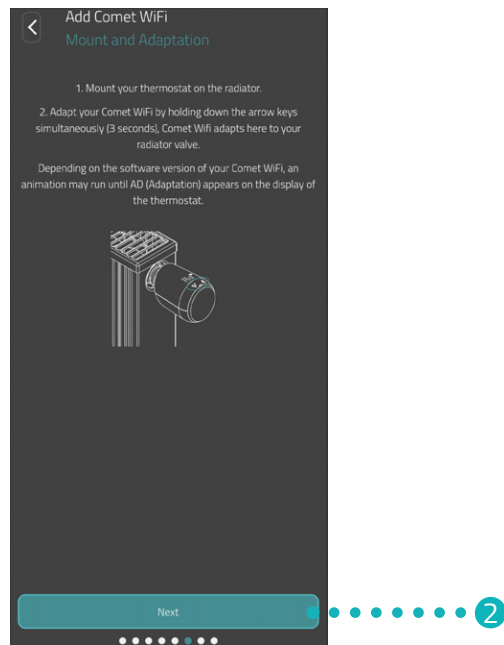 Add Comet WiFi
Mount and Adaptation
1. Mount your thermostat on the radiator.
2. Adapt your Comet WiFi by holding down the arrow keys
simultaneously (3 seconds), Comet Wifi adapts here to your
radiator valve.
Depending on the software version of your Comet WiFi, an
animation may run until AD (Adaptation) appears on the display of
the thermostat.
Next
2